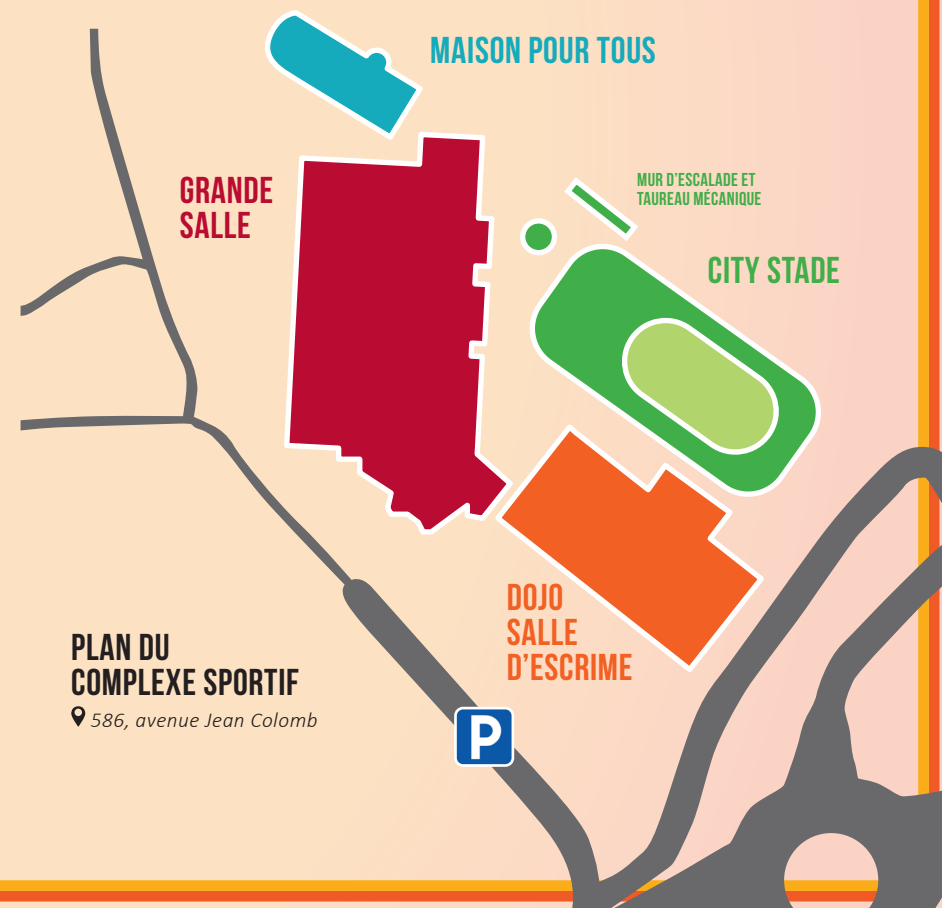 MAISON POUR TOUS
GRANDE
SALLE
MUR D'ESCALADE ET
TAUREAU MÉCANIQUE
CITY STADE
DOJO
SALLE
D'ESCRIME
PLAN DU
COMPLEXE SPORTIF
586, avenue Jean Colomb
P